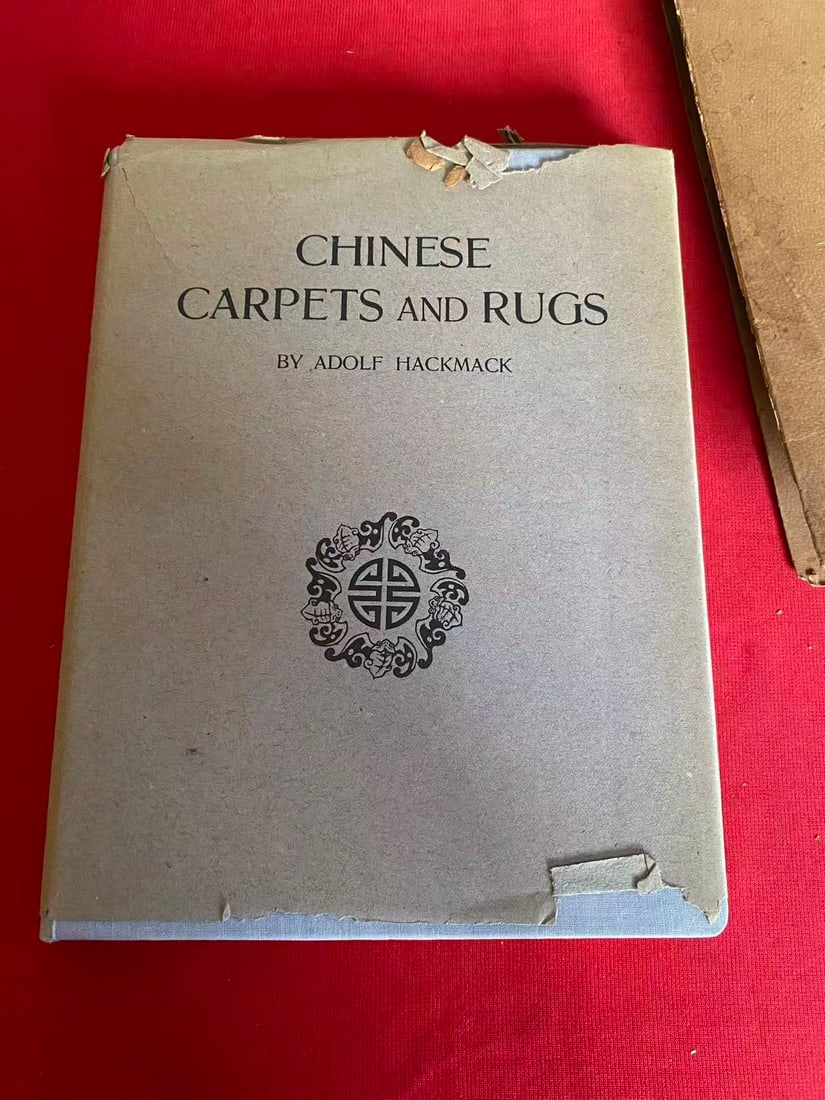 CHINESE
CARPETS AND RUGS
BY ADOLF HACKMACK